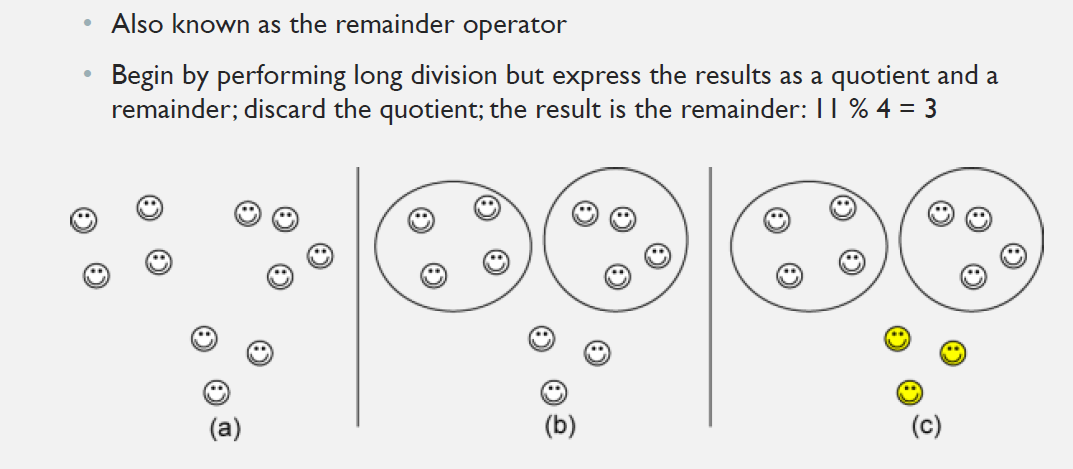 • Also known as the remainder operator
• Begin by performing long division but express the results as a quotient and a
remainder; discard the quotient; the result is the remainder: 11 % 4 = 3
(a)
(b)
(c)